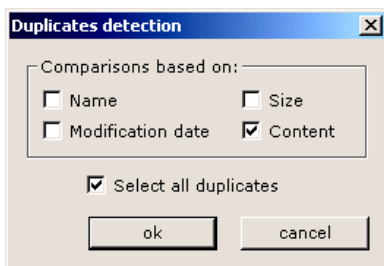 Duplicates detection
Comparisons based on:
Name Size
Modification date Content
Select all duplicates
ok cancel